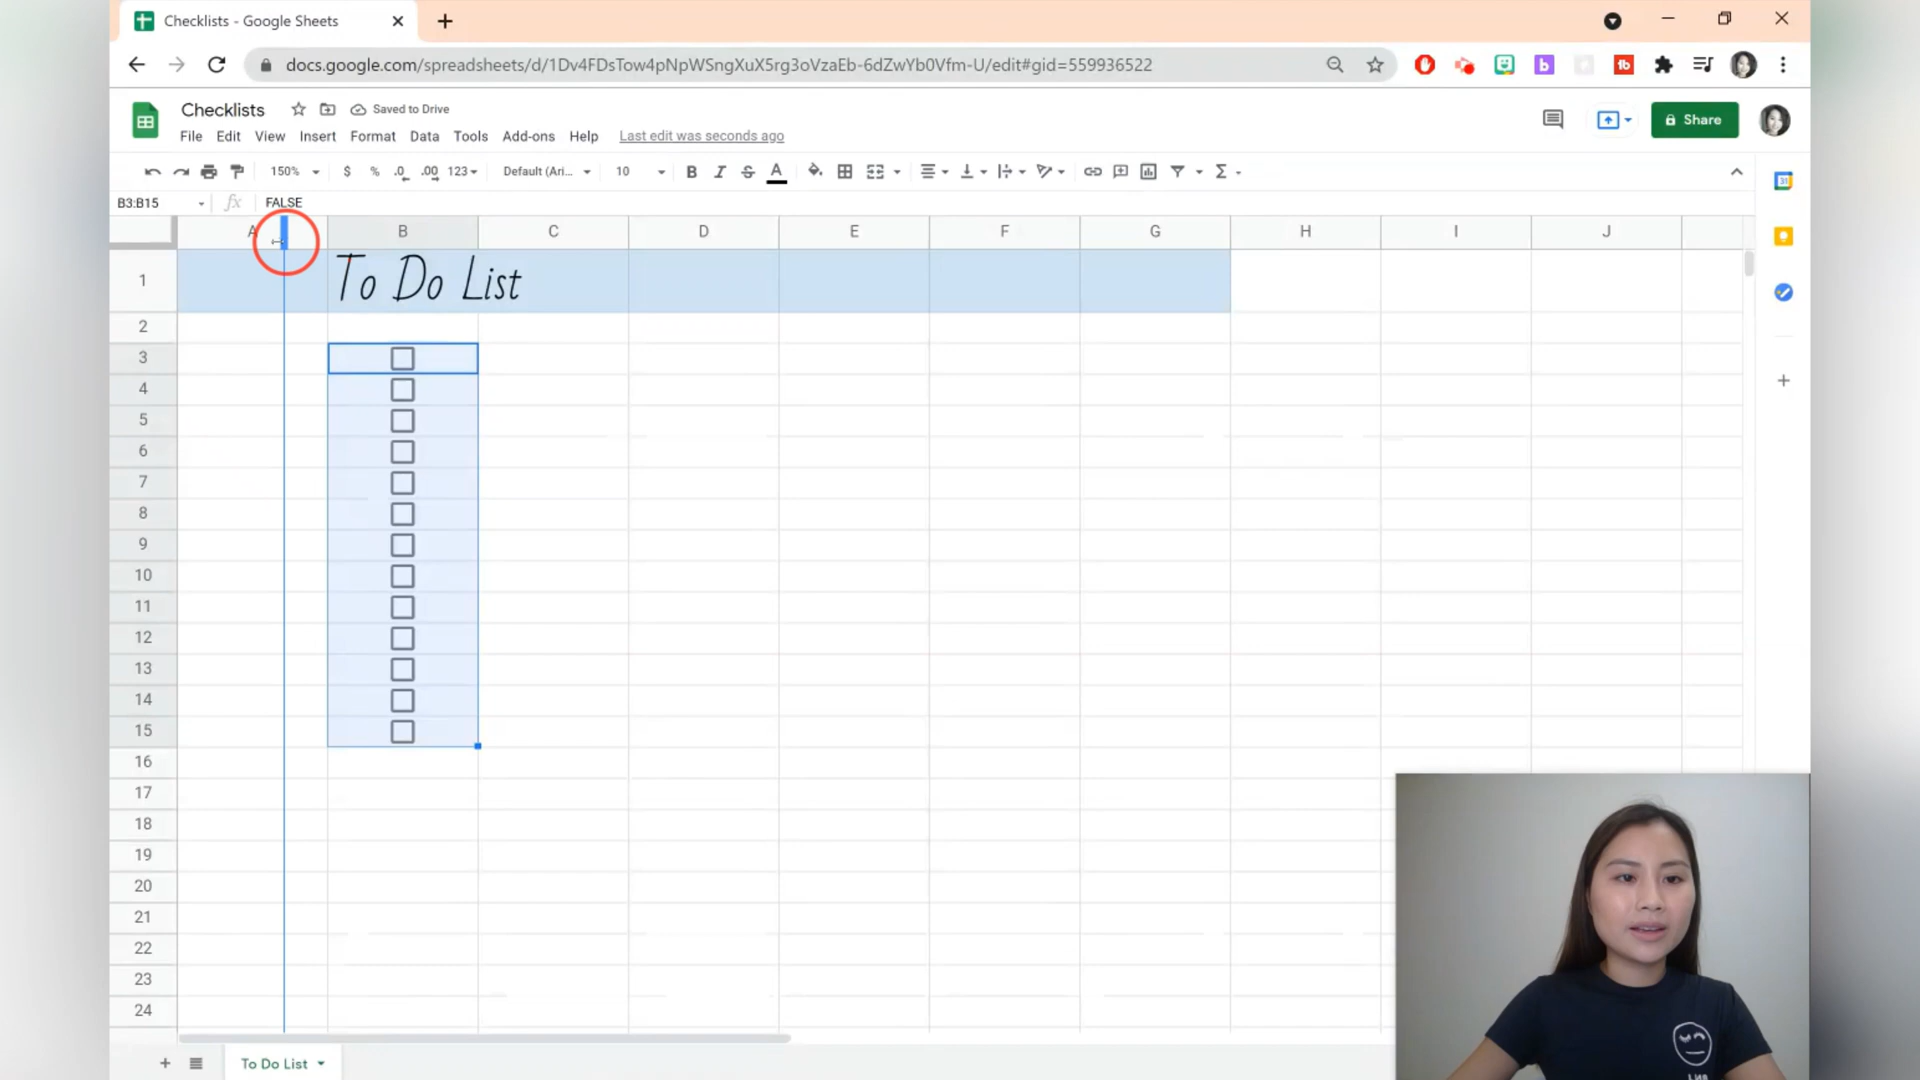 Checklists - Google Sheets
docs.google.com/spreadsheets/d/1Dv4FDsTow4pNpWSngXuX5rg3oVzaEb-6dZwYb0Vfm-U/edit#gid=559936522
Checklists
Saved to Drive
File Edit View Insert Format Data Tools Add-ons Help Last edit was seconds ago
Share
150% $ % .0 .00 123 Default (Ari... 10 B I S A
B3:B15 fx FALSE
A B C D E F G H I J
1 To Do List
2
3
4
5
6
7
8
9
10
11
12
13
14
15
16
17
18
19
20
21
22
23
24
To Do List